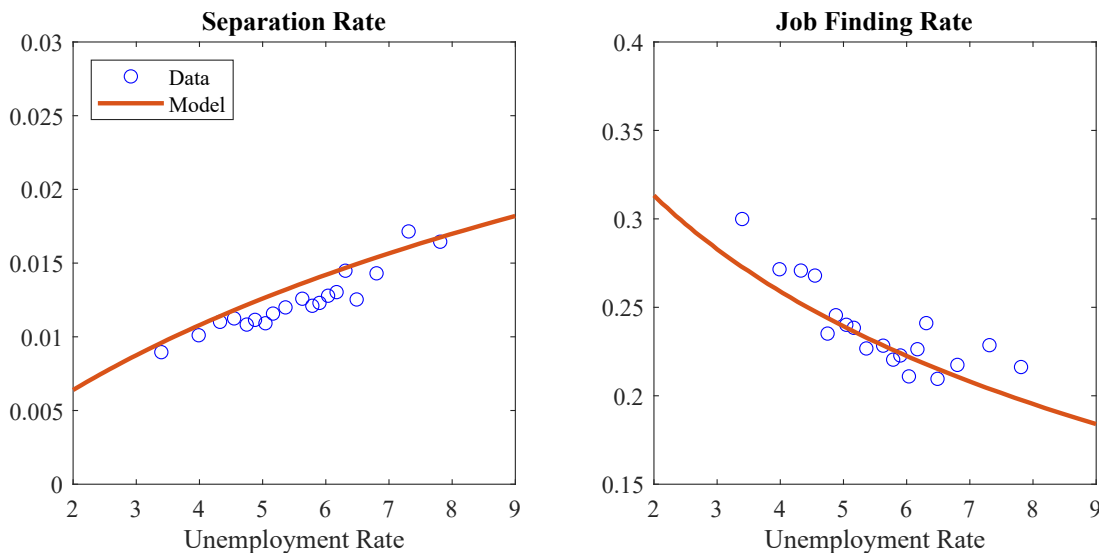 Separation Rate
0.03
0.025
0.02
0.015
0.01
0.005
0
2 3 4 5 6 7 8 9
Unemployment Rate
Data
Model
Job Finding Rate
0.4
0.35
0.3
0.25
0.2
0.15
2 3 4 5 6 7 8 9
Unemployment Rate